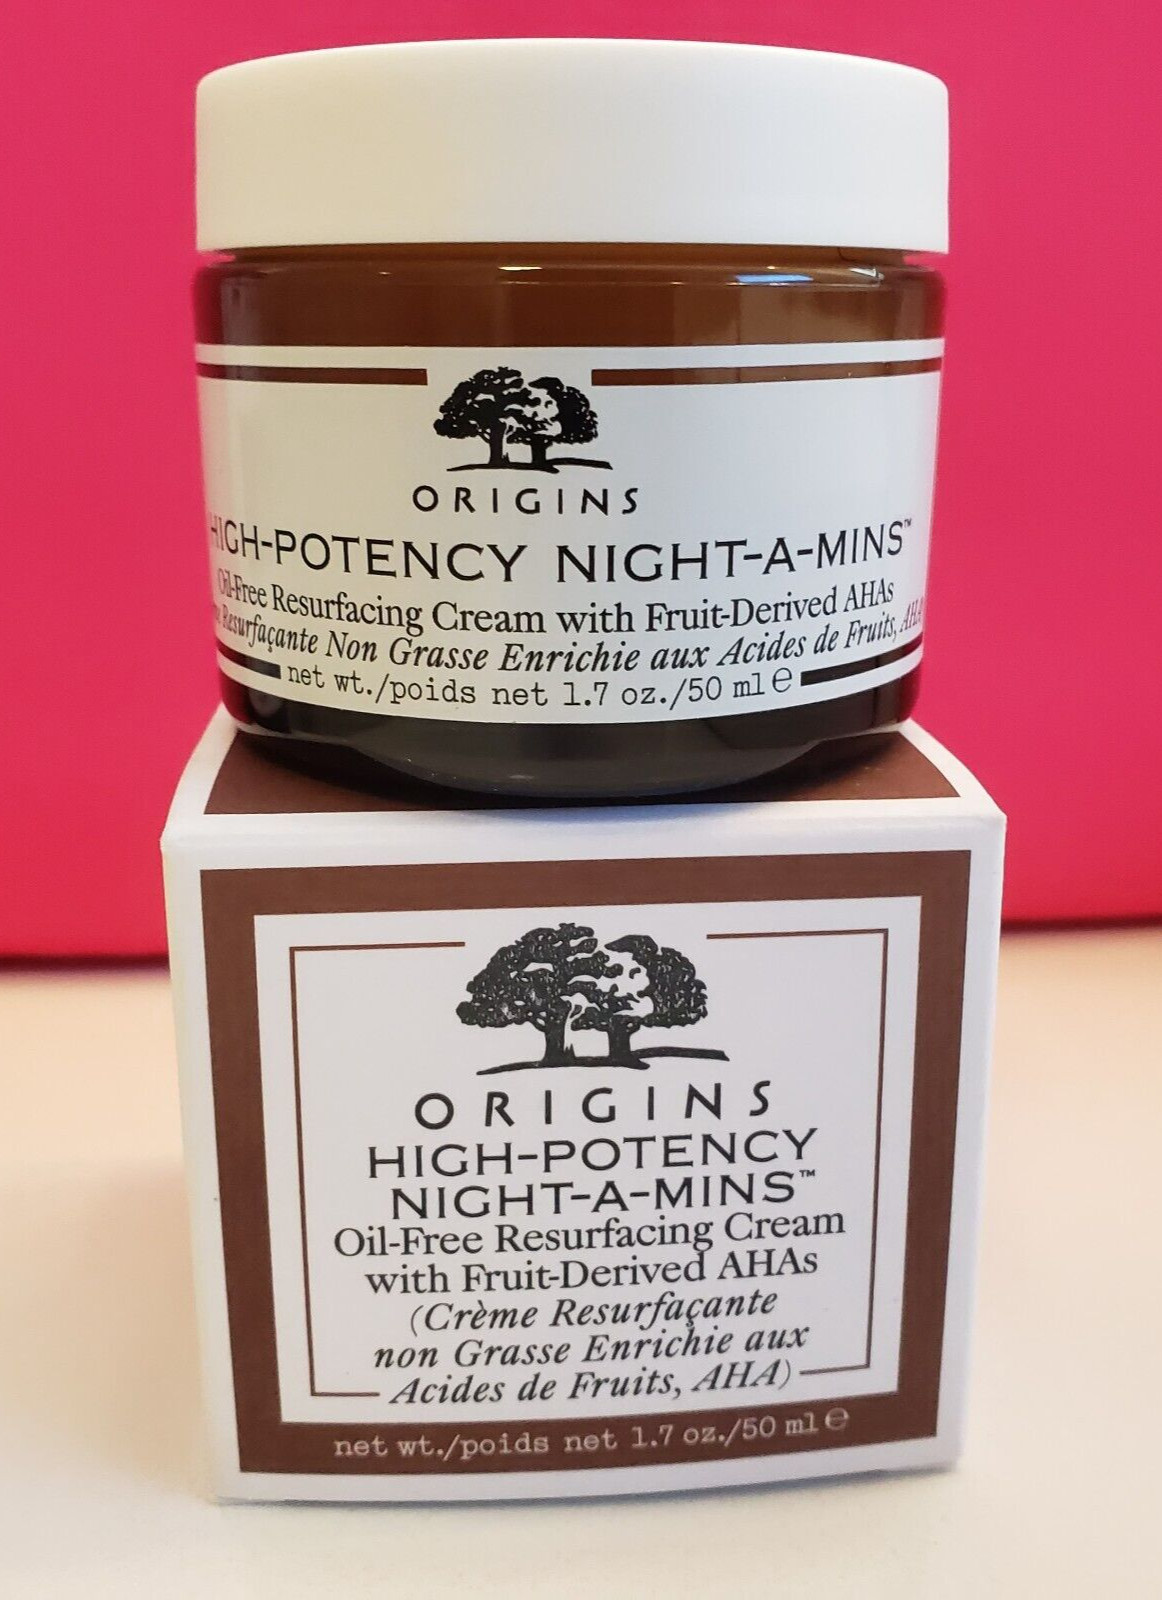 ORIGINS
HIGH-POTENCY NIGHT-A-MINS™
Oil-Free Resurfacing Cream with Fruit-Derived AHAs
Resurfaçante Non Grasse Enrichie aux Acides de Fruits, AHA
net wt./poids net 1.7 oz./50 ml ℮
ORIGINS
HIGH-POTENCY
NIGHT-A-MINS™
Oil-Free Resurfacing Cream
with Fruit-Derived AHAs
(Crème Resurfaçante
non Grasse Enrichie aux
Acides de Fruits, AHA)
net wt./poids net 1.7 oz./50 ml ℮